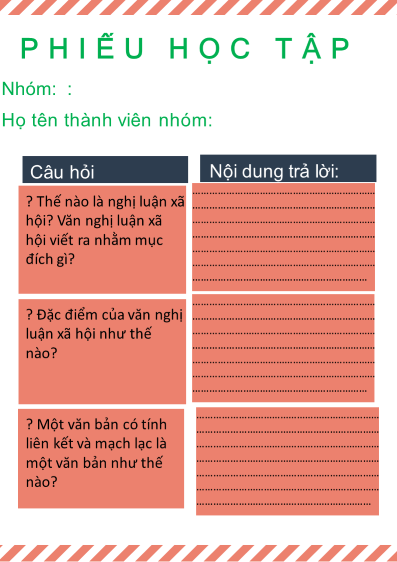 PHIẾU HỌC TẬP
Nhóm: :
Họ tên thành viên nhóm:
Câu hỏi
Nội dung trả lời:
? Thế nào là nghị luận xã
hội? Văn nghị luận xã
hội viết ra nhằm mục
đích gì?
? Đặc điểm của văn nghị
luận xã hội như thế
nào?
? Một văn bản có tính
liên kết và mạch lạc là
một văn bản như thế
nào?